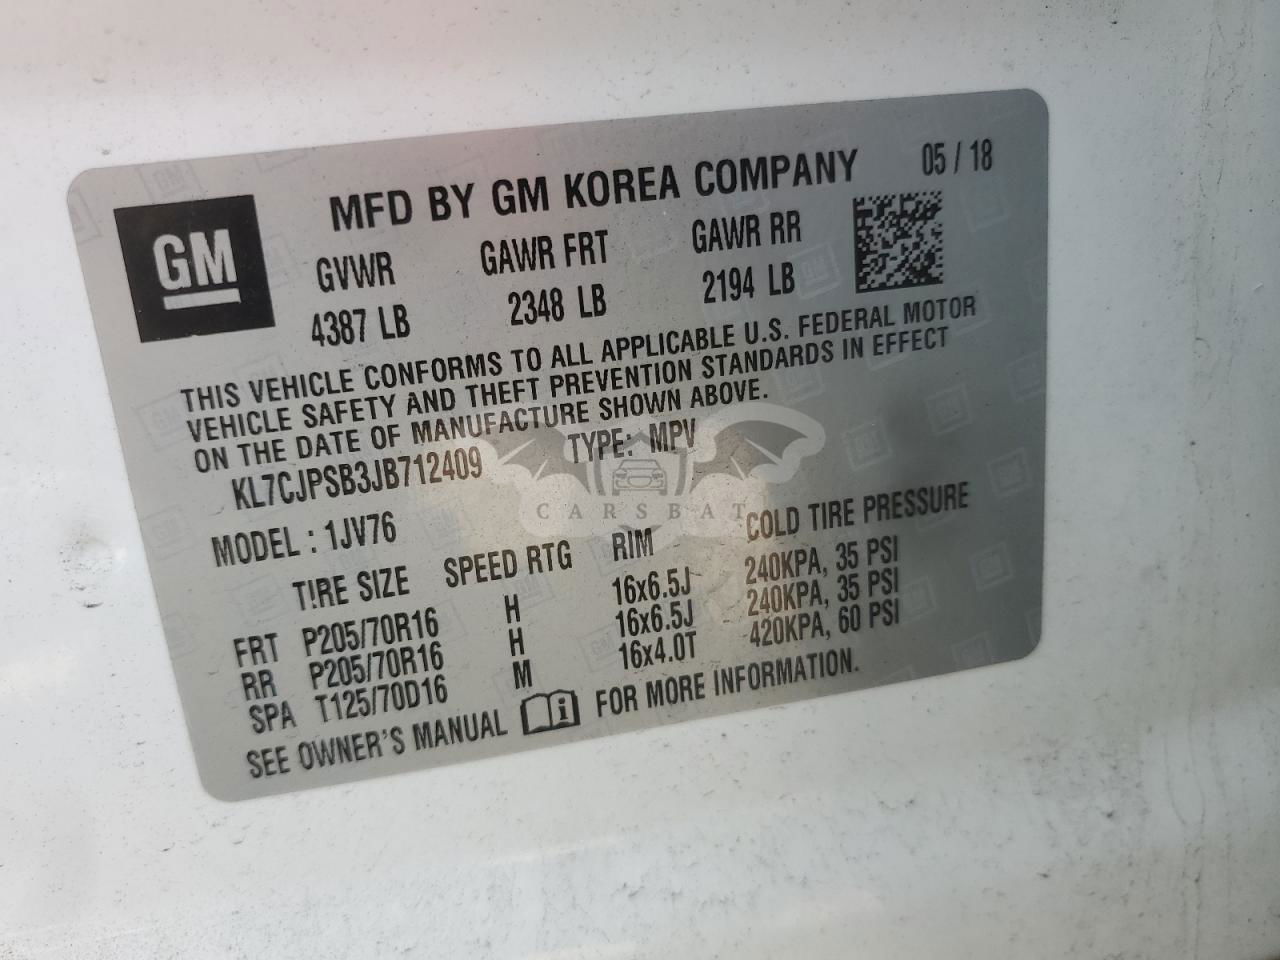 GM
MFD BY GM KOREA COMPANY 05 / 18
GVWR GAWR FRT GAWR RR
4387 LB 2348 LB 2194 LB
THIS VEHICLE CONFORMS TO ALL APPLICABLE U.S. FEDERAL MOTOR
VEHICLE SAFETY AND THEFT PREVENTION STANDARDS IN EFFECT
ON THE DATE OF MANUFACTURE SHOWN ABOVE.
KL7CJPSB3JB712409 TYPE: MPV
CARSBAT
MODEL : 1JV76
TIRE SIZE SPEED RTG RIM COLD TIRE PRESSURE
FRT P205/70R16 H 16x6.5J 240KPA, 35 PSI
RR P205/70R16 H 16x6.5J 240KPA, 35 PSI
SPA T125/70D16 M 16x4.0T 420KPA, 60 PSI
SEE OWNER'S MANUAL i FOR MORE INFORMATION.